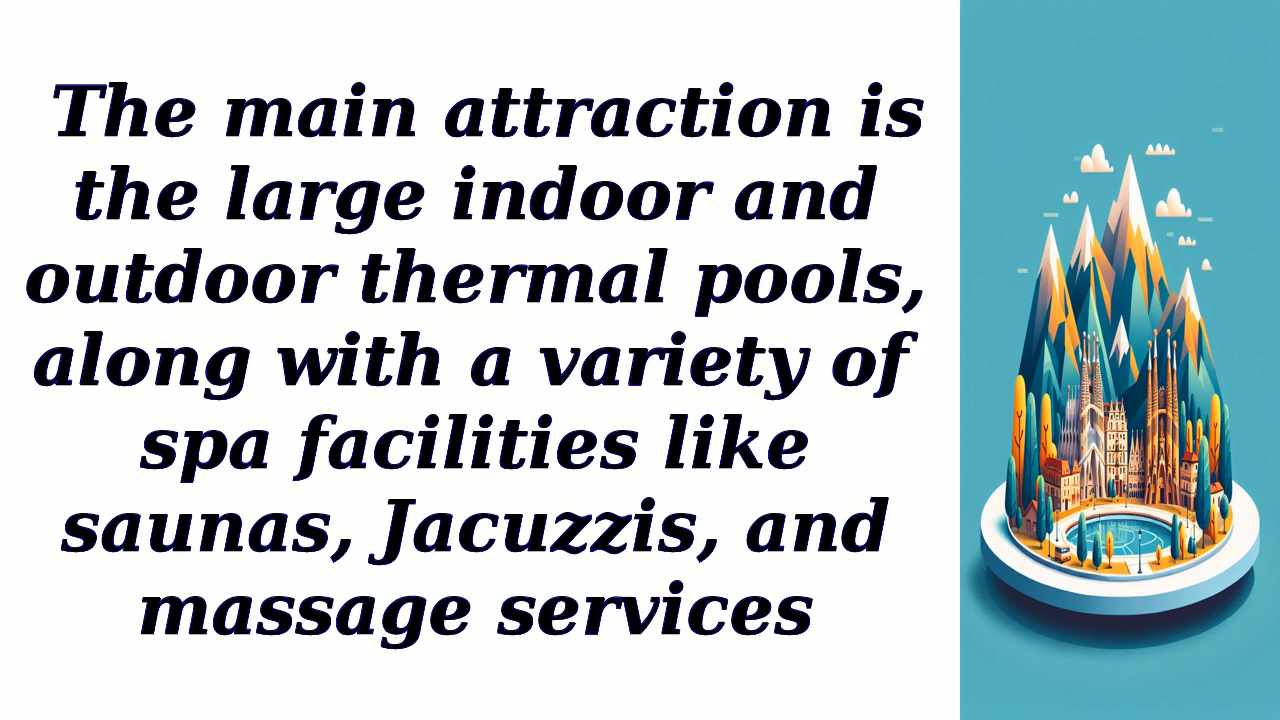 The main attraction is
the large indoor and
outdoor thermal pools,
along with a variety of
spa facilities like
saunas, Jacuzzis, and
massage services